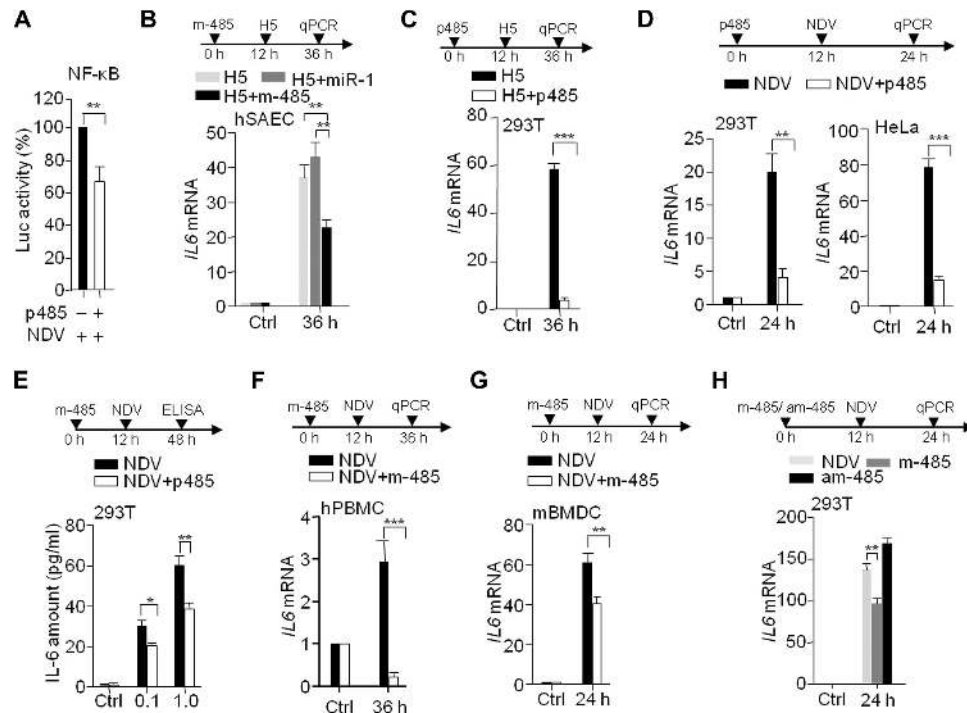 A
NF-κB
120
100
80
60
40
20
0
Luc activity (%)
**
p485 − +
NDV + +
B
m-485 H5 qPCR
0 h 12 h 36 h
H5 H5+miR-1
H5+m-485
hSAEC
50
40
30
20
10
0
IL6 mRNA
**
**
Ctrl 36 h
C
p485 H5 qPCR
0 h 12 h 36 h
H5
H5+p485
293T
80
60
40
20
0
IL6 mRNA
***
36 h
Ctrl
D
p485 NDV qPCR
0 h 12 h 24 h
NDV NDV+p485
293T
25
20
15
10
5
0
IL6 mRNA
**
Ctrl 24 h
HeLa
100
80
60
40
20
0
IL6 mRNA
***
Ctrl 24 h
E
m-485 NDV ELISA
0 h 12 h 48 h
NDV
NDV+p485
293T
80
60
40
20
0
IL-6 amount (pg/ml)
*
**
Ctrl 0.1 1.0
F
m-485 NDV qPCR
0 h 12 h 36 h
NDV
NDV+m-485
hPBMC
4
3
2
1
0
IL6 mRNA
***
Ctrl 36 h
G
m-485 NDV qPCR
0 h 12 h 24 h
NDV
NDV+m-485
mBMDC
80
60
40
20
0
IL6 mRNA
**
Ctrl 24 h
H
m-485/ am-485 NDV qPCR
0 h 12 h 24 h
NDV m-485
am-485
293T
200
150
100
50
0
IL6 mRNA
**
Ctrl 24 h